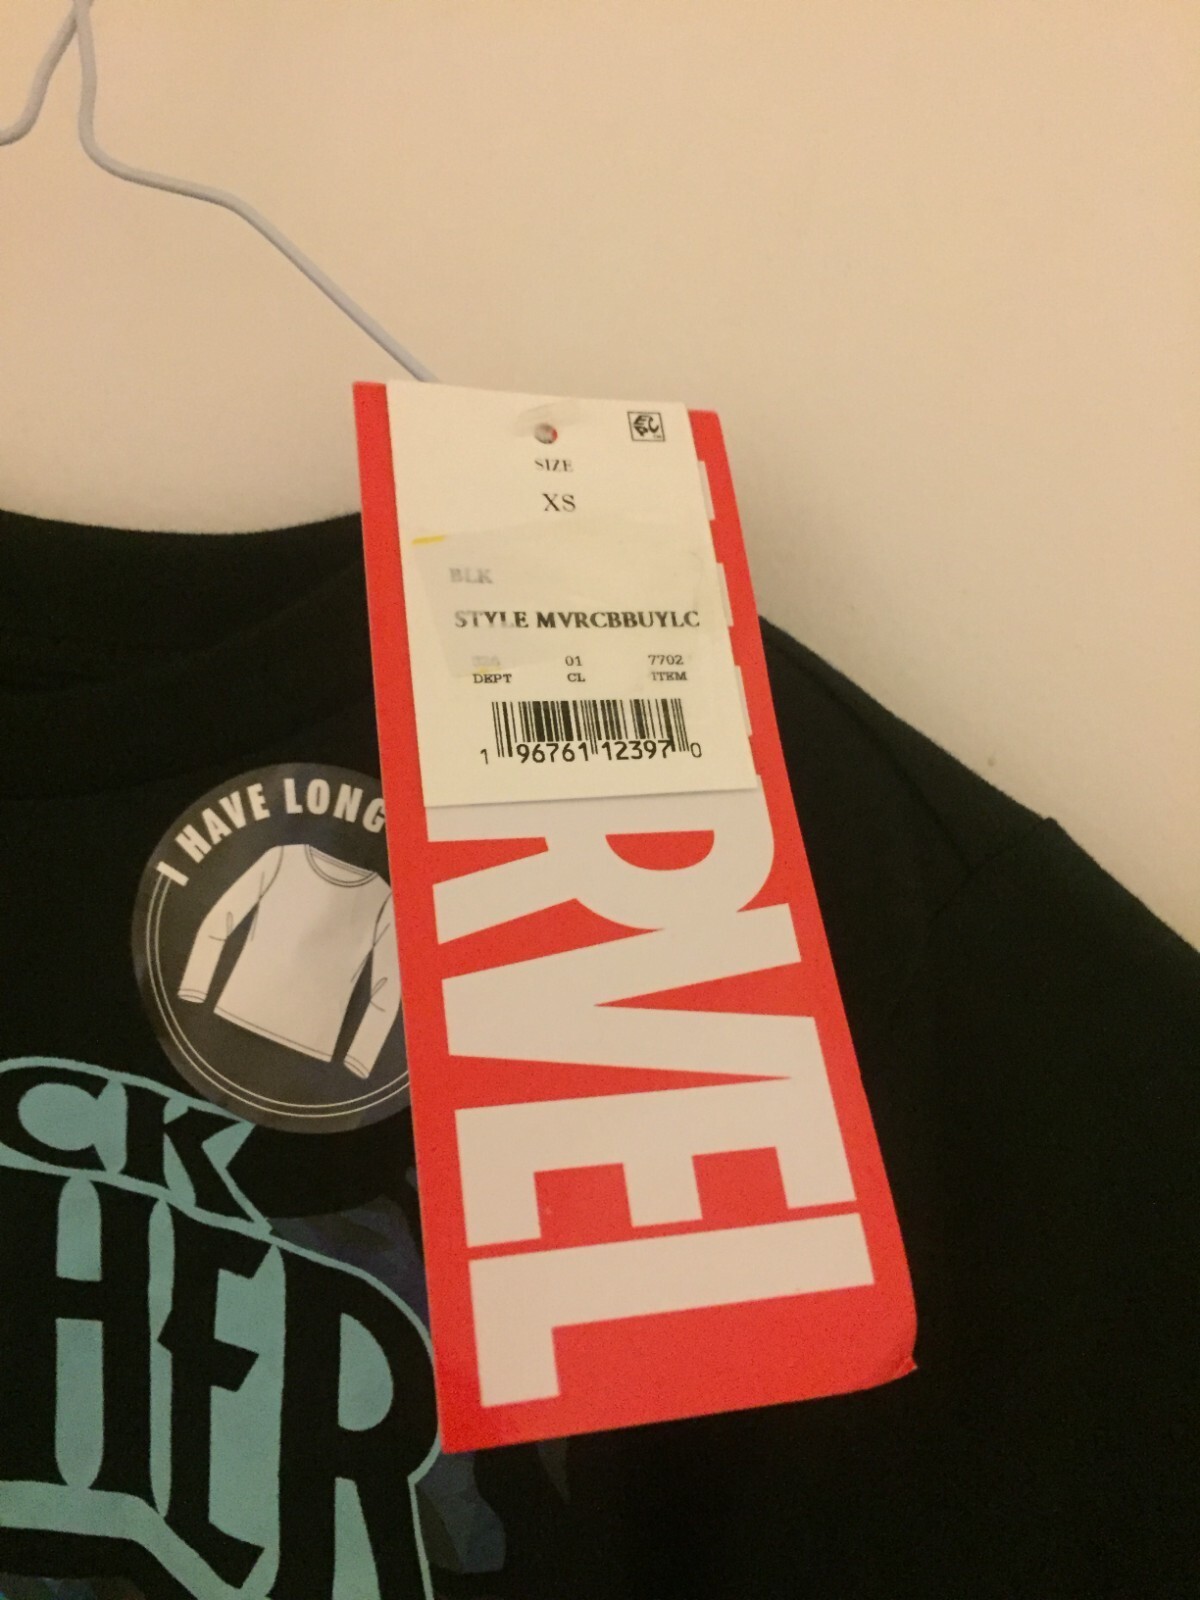 SIZE
XS
BLK
STYLE MVRCBBUYLC
01 7702
DEPT CL ITEM
1 96761 12397 0
I HAVE LONG
RVEL
CK
HER